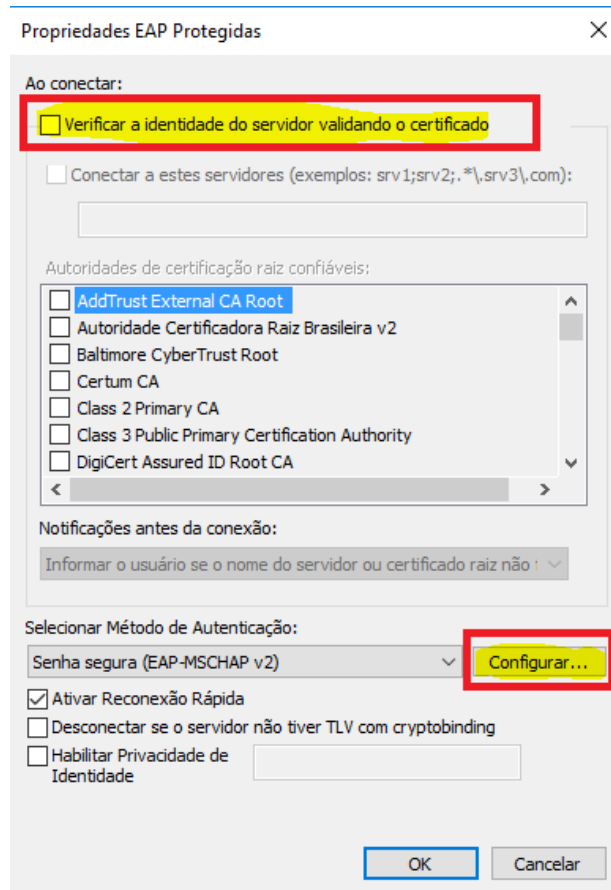 Propriedades EAP Protegidas
Ao conectar:
Verificar a identidade do servidor validando o certificado
Conectar a estes servidores (exemplos: srv1;srv2;.*\.srv3\.com):
Autoridades de certificação raiz confiáveis:
AddTrust External CA Root
Autoridade Certificadora Raiz Brasileira v2
Baltimore CyberTrust Root
Certum CA
Class 2 Primary CA
Class 3 Public Primary Certification Authority
DigiCert Assured ID Root CA
Notificações antes da conexão:
Informar o usuário se o nome do servidor ou certificado raiz não
Selecionar Método de Autenticação:
Senha segura (EAP-MSCHAP v2)
Configurar...
Ativar Reconexão Rápida
Desconectar se o servidor não tiver TLV com cryptobinding
Habilitar Privacidade de
Identidade
OK
Cancelar